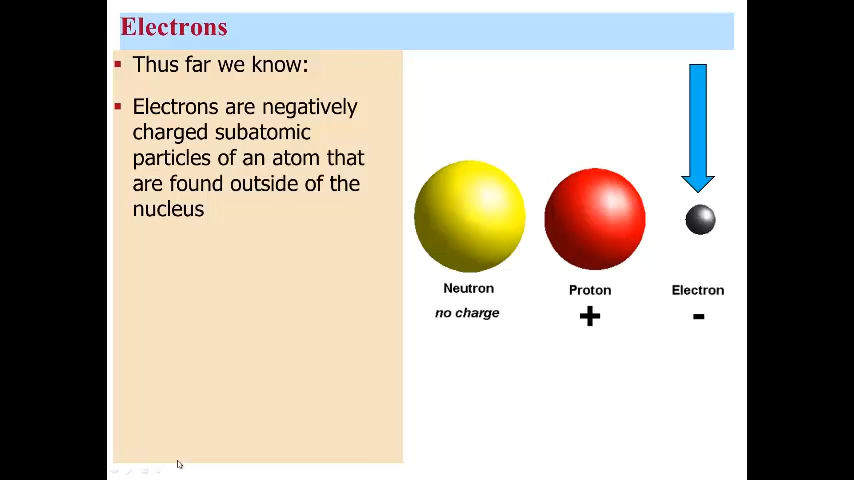 Electrons
Thus far we know:
Electrons are negatively
charged subatomic
particles of an atom that
are found outside of the
nucleus
Neutron
Proton
Electron
no charge
+
-